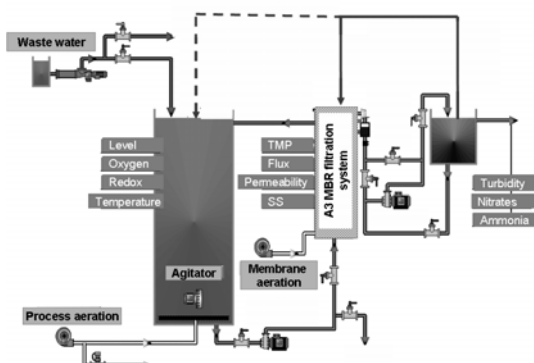 Waste water
Level
Oxygen
Redox
Temperature
TMP
Flux
Permeability
SS
A3 MBR filtration
system
Turbidity
Nitrates
Ammonia
Agitator
Membrane
aeration
Process aeration